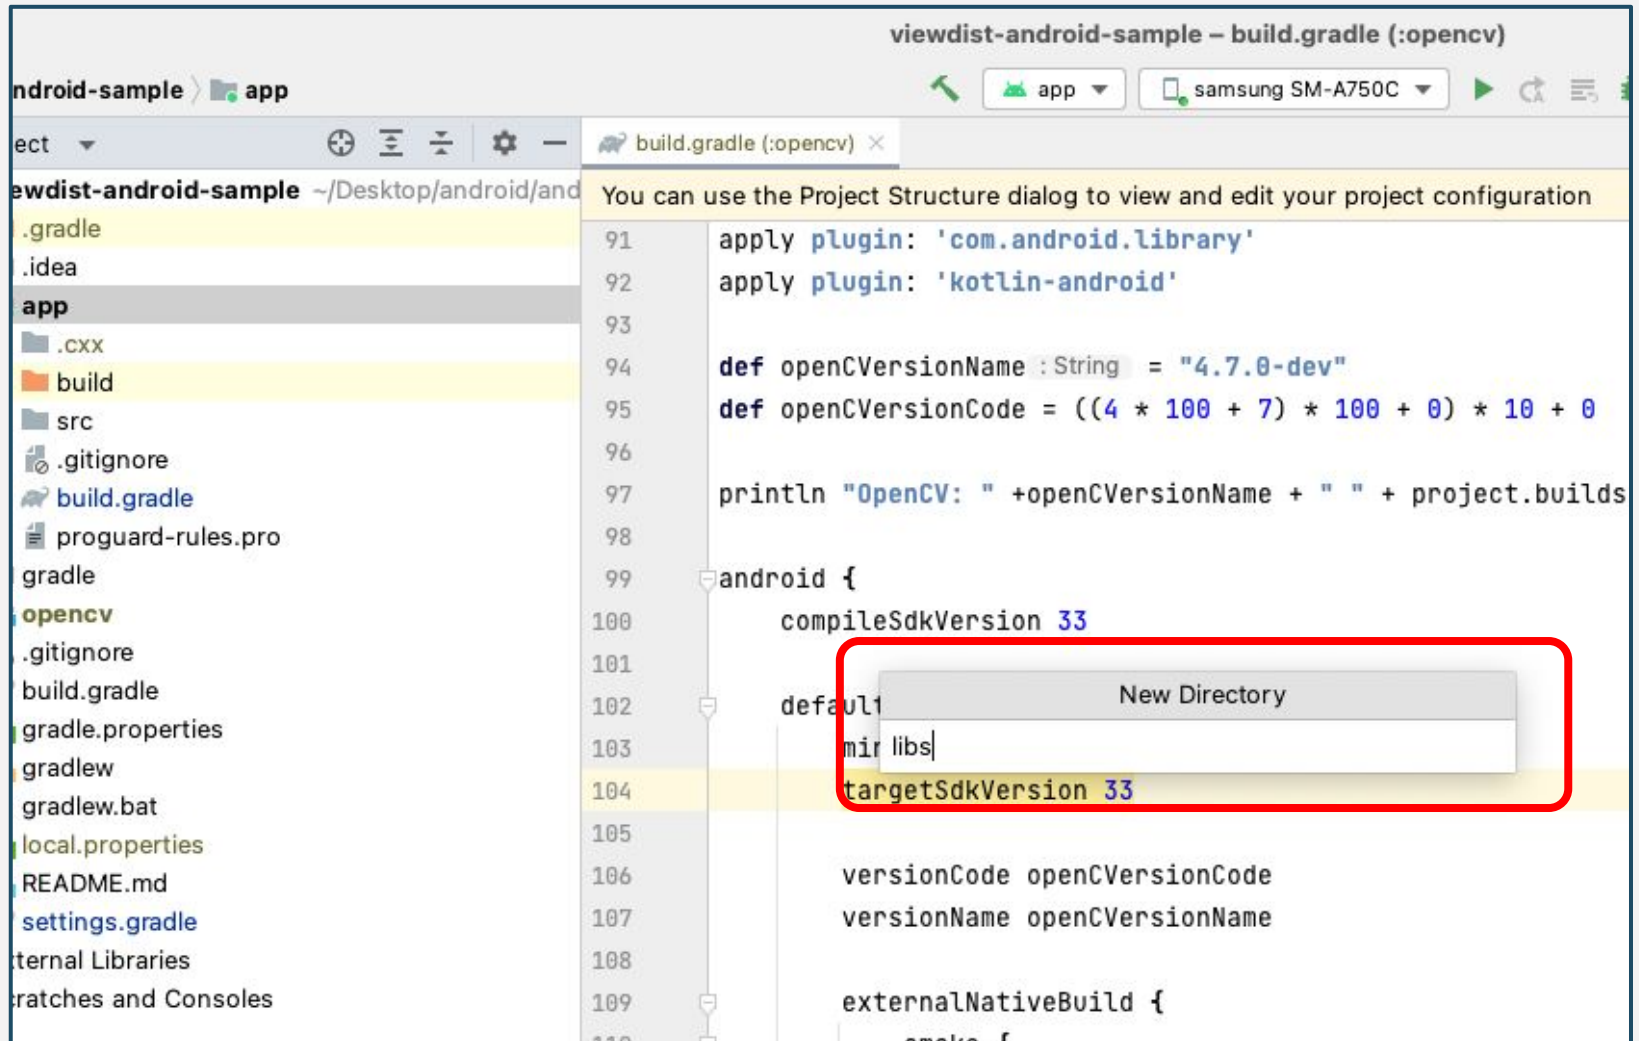 viewdist-android-sample – build.gradle (:opencv)
ndroid-sample app
app
samsung SM-A750C
ect
build.gradle (:opencv)
ewdist-android-sample ~/Desktop/android/and
You can use the Project Structure dialog to view and edit your project configuration
.gradle
.idea
app
.cxx
build
src
.gitignore
build.gradle
proguard-rules.pro
gradle
opencv
.gitignore
build.gradle
gradle.properties
gradlew
gradlew.bat
local.properties
README.md
settings.gradle
ternal Libraries
ratches and Consoles
91 apply plugin: 'com.android.library'
92 apply plugin: 'kotlin-android'
93
94 def openCVersionName : String = "4.7.0-dev"
95 def openCVersionCode = ((4 * 100 + 7) * 100 + 0) * 10 + 0
96
97 println "OpenCV: " +openCVersionName + " " + project.builds
98
99 android {
100 compileSdkVersion 33
101
102 default
103 min
New Directory
libs
104 targetSdkVersion 33
105
106 versionCode openCVersionCode
107 versionName openCVersionName
108
109 externalNativeBuild {